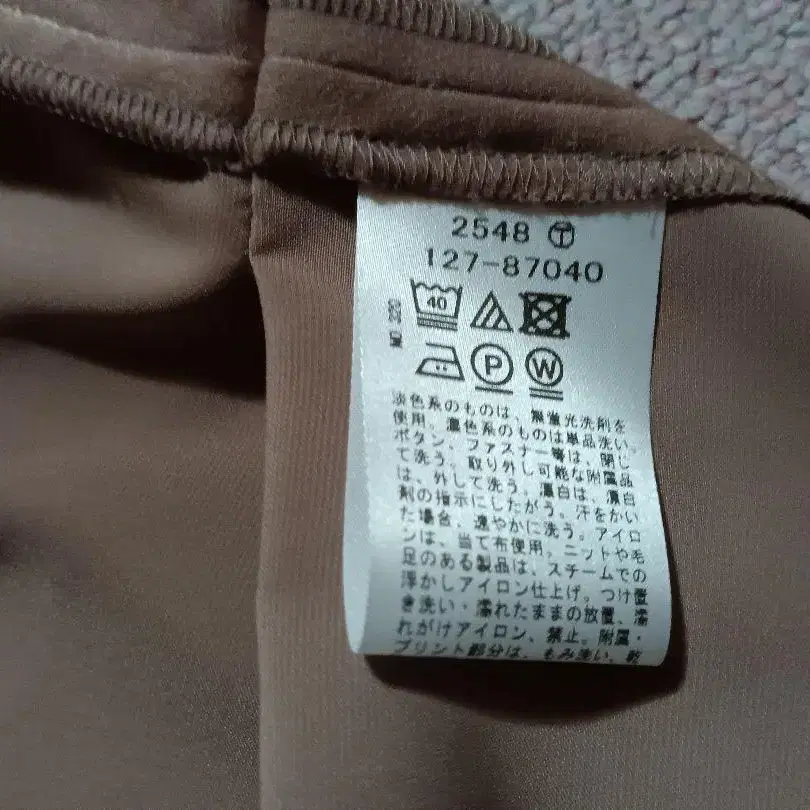 2548 Ⓣ
127-87040
40
P W
淡色系のものは、無蛍光洗剤を
使用。濃色系のものは単品洗い。
ボタン、ファスナー等は、閉じ
て洗う。取り外し可能な附属品
は、外して洗う。漂白は、漂白
剤の指示にしたがう。汗をかい
た場合、速やかに洗う。アイロ
ンは、当て布使用。ニットや毛
足のある製品は、スチームでの
浮かしアイロン仕上げ。つけ置
き洗い・濡れたままの放置、濡
れがけアイロン、禁止。附属・
プリント部分は、もみ洗い、乾